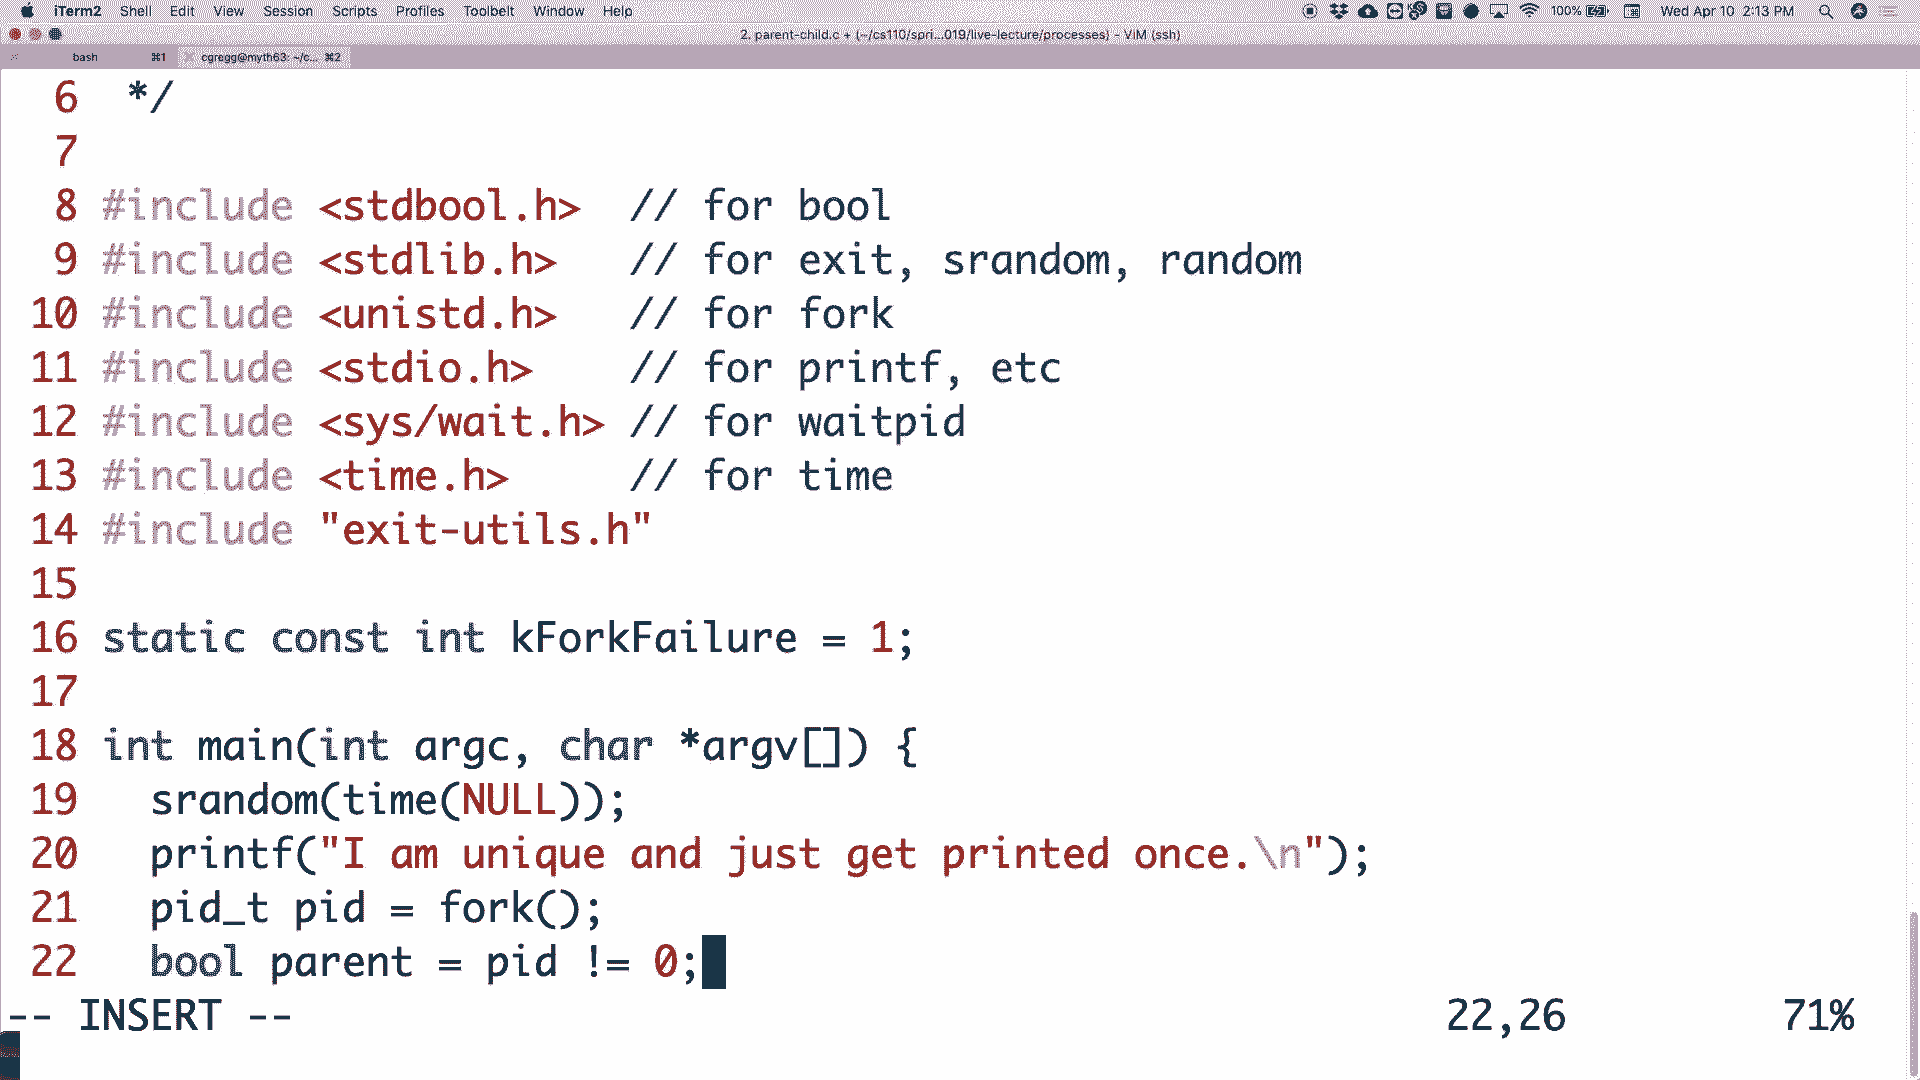 iTerm2 Shell Edit View Session Scripts Profiles Toolbelt Window Help 100% Wed Apr 10 2:13 PM
2. parent-child.c + (~/cs110/spri...019/live-lecture/processes) - VIM (ssh)
bash ⌘1 cgregg@myth63: ~/c... ⌘2
6 */
7
8 #include <stdbool.h> // for bool
9 #include <stdlib.h> // for exit, srandom, random
10 #include <unistd.h> // for fork
11 #include <stdio.h> // for printf, etc
12 #include <sys/wait.h> // for waitpid
13 #include <time.h> // for time
14 #include "exit-utils.h"
15
16 static const int kForkFailure = 1;
17
18 int main(int argc, char *argv[]) {
19 srandom(time(NULL));
20 printf("I am unique and just get printed once.\n");
21 pid_t pid = fork();
22 bool parent = pid != 0;
-- INSERT -- 22,26 71%